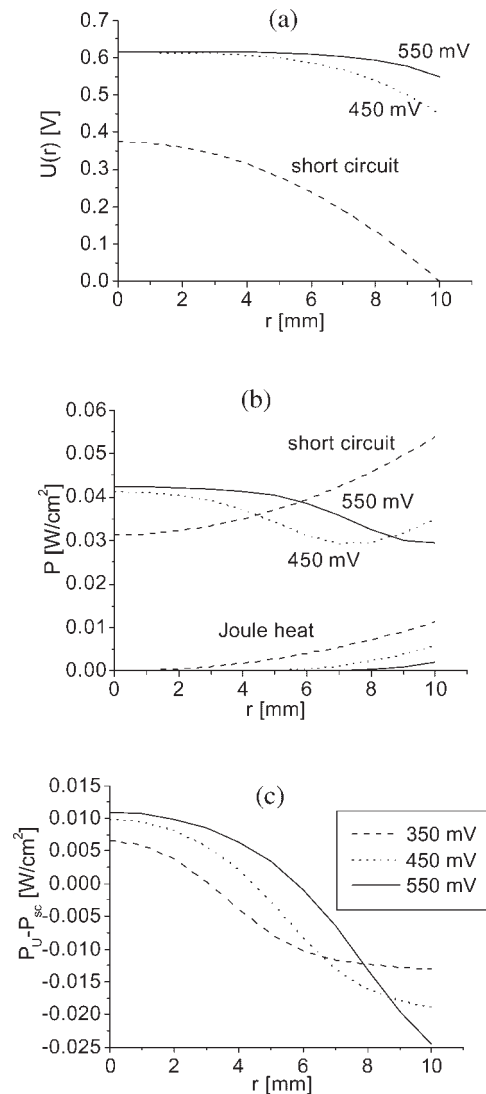 (a)
0.7
0.6
0.5
0.4
0.3
0.2
0.1
0.0
U(r) [V]
550 mV
450 mV
short circuit
0 2 4 6 8 10
r [mm]
(b)
0.06
0.05
0.04
0.03
0.02
0.01
0.00
P [W/cm²]
short circuit
550 mV
450 mV
Joule heat
0 2 4 6 8 10
r [mm]
(c)
0.015
0.010
0.005
0.000
-0.005
-0.010
-0.015
-0.020
-0.025
P_U-P_sc [W/cm²]
350 mV
450 mV
550 mV
0 2 4 6 8 10
r [mm]